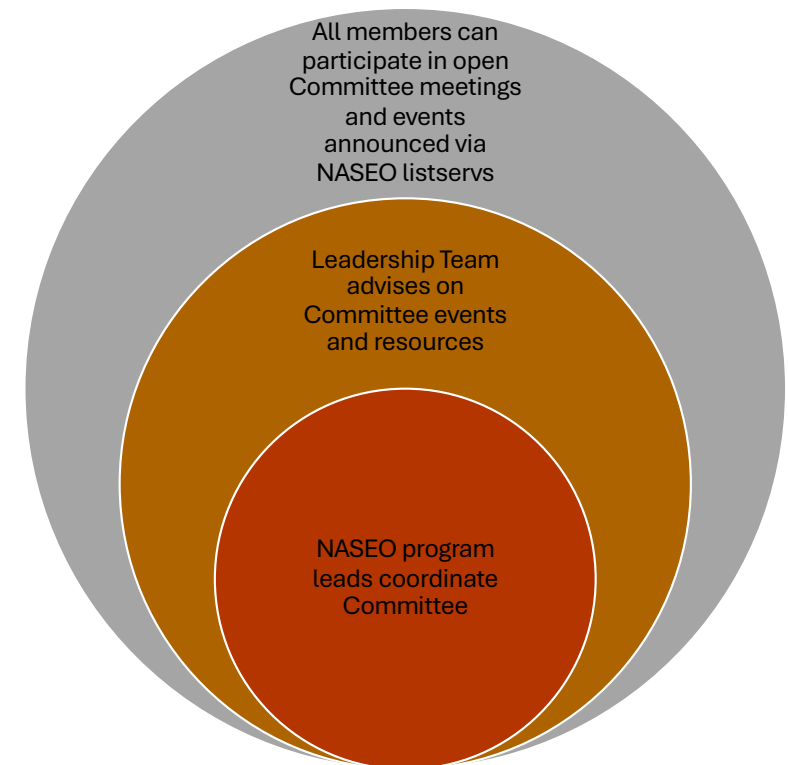 All members can
participate in open
Committee meetings
and events
announced via
NASEO listservs
Leadership Team
advises on
Committee events
and resources
NASEO program
leads coordinate
Committee